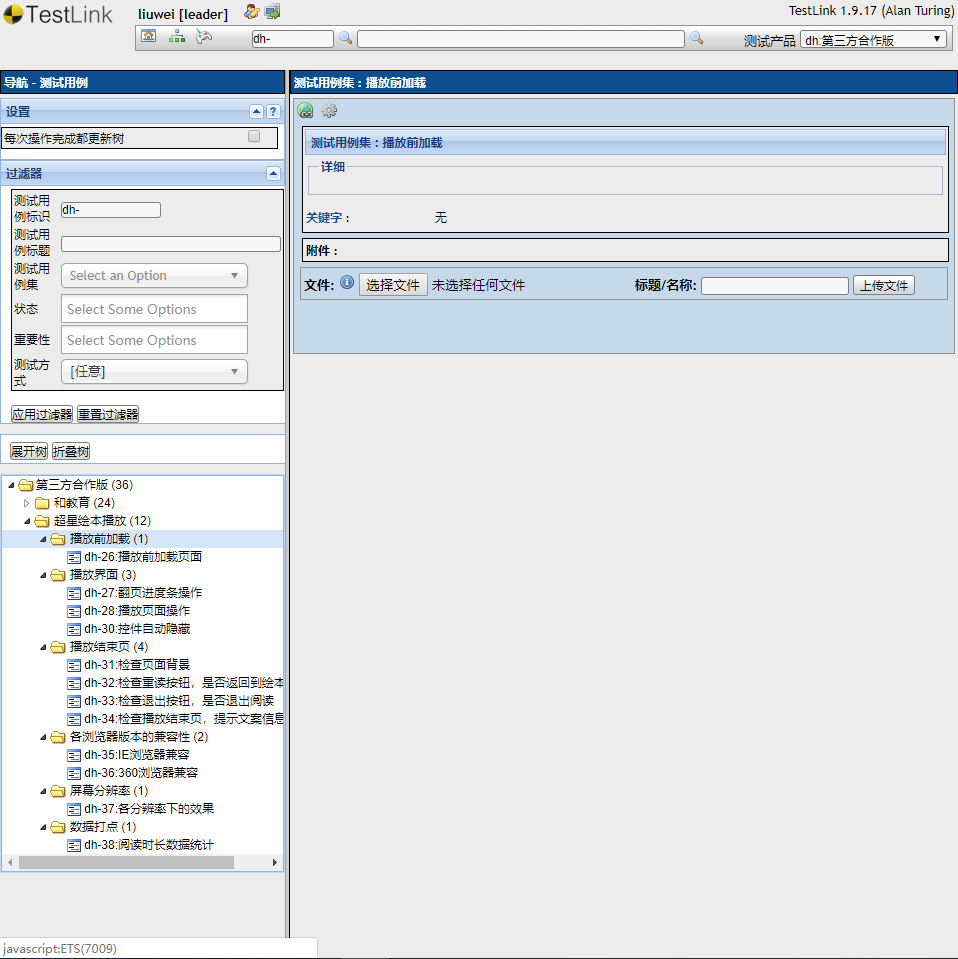 TestLink
liuwei [leader]
TestLink 1.9.17 (Alan Turing)
dh-
测试产品 dh:第三方合作版
导航 - 测试用例
设置
每次操作完成都更新树
过滤器
测试用例标识 dh-
测试用例标题
测试用例集 Select an Option
状态 Select Some Options
重要性 Select Some Options
测试方式 [任意]
应用过滤器 重置过滤器
展开树 折叠树
第三方合作版 (36)
和教育 (24)
超星绘本播放 (12)
播放前加载 (1)
dh-26:播放前加载页面
播放界面 (3)
dh-27:翻页进度条操作
dh-28:播放页面操作
dh-30:控件自动隐藏
播放结束页 (4)
dh-31:检查页面背景
dh-32:检查重读按钮，是否返回到绘本
dh-33:检查退出按钮，是否退出阅读
dh-34:检查播放结束页，提示文案信息
各浏览器版本的兼容性 (2)
dh-35:IE浏览器兼容
dh-36:360浏览器兼容
屏幕分辨率 (1)
dh-37:各分辨率下的效果
数据打点 (1)
dh-38:阅读时长数据统计
javascript:ETS(7009)
测试用例集 : 播放前加载
测试用例集 : 播放前加载
详细
关键字 : 无
附件 :
文件: 选择文件 未选择任何文件 标题/名称: 上传文件